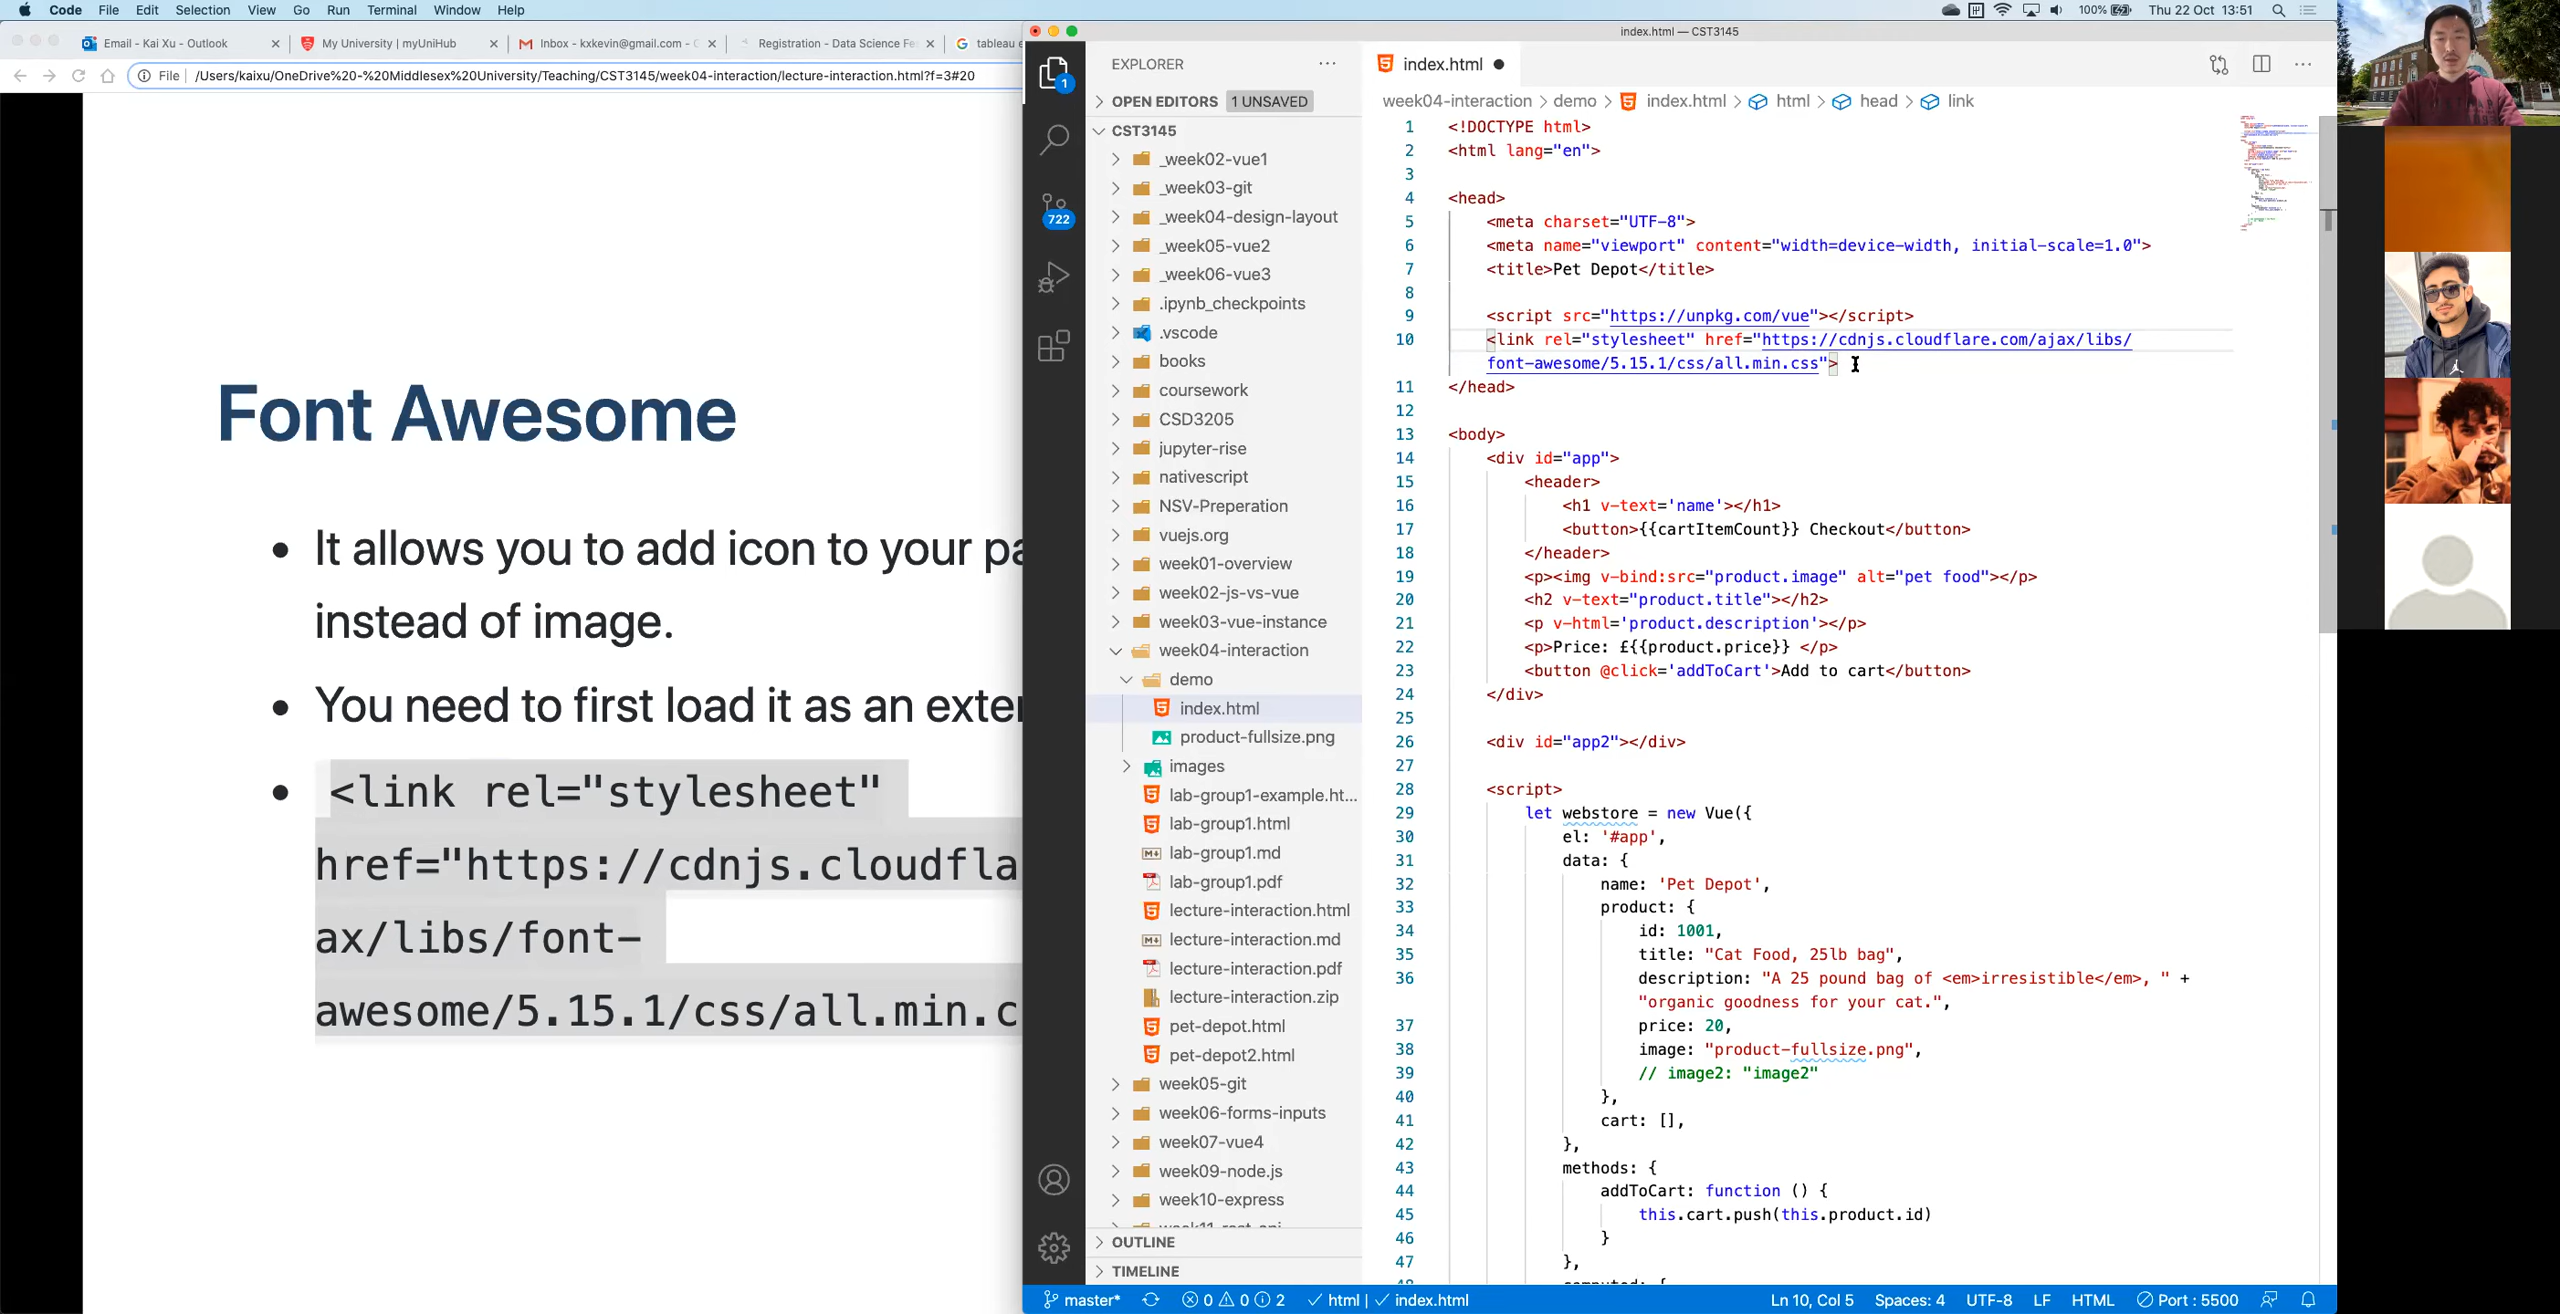 Code File Edit Selection View Go Run Terminal Window Help
100% Thu 22 Oct 13:51
Email - Kai Xu - Outlook
My University | myUniHub
Inbox - kxkevin@gmail.com -
Registration - Data Science Fe
tableau e
File /Users/kaixu/OneDrive%20-%20Middlesex%20University/Teaching/CST3145/week04-interaction/lecture-interaction.html?f=3#20
Font Awesome
It allows you to add icon to your pa
instead of image.
You need to first load it as an exter
<link rel="stylesheet"
href="https://cdnjs.cloudfla
ax/libs/font-
awesome/5.15.1/css/all.min.c
index.html — CST3145
1
722
EXPLORER
OPEN EDITORS 1 UNSAVED
CST3145
_week02-vue1
_week03-git
_week04-design-layout
_week05-vue2
_week06-vue3
.ipynb_checkpoints
.vscode
books
coursework
CSD3205
jupyter-rise
nativescript
NSV-Preperation
vuejs.org
week01-overview
week02-js-vs-vue
week03-vue-instance
week04-interaction
demo
index.html
product-fullsize.png
images
lab-group1-example.ht...
lab-group1.html
lab-group1.md
lab-group1.pdf
lecture-interaction.html
lecture-interaction.md
lecture-interaction.pdf
lecture-interaction.zip
pet-depot.html
pet-depot2.html
week05-git
week06-forms-inputs
week07-vue4
week09-node.js
week10-express
OUTLINE
TIMELINE
index.html
week04-interaction > demo > index.html > html > head > link
1 <!DOCTYPE html>
2 <html lang="en">
3
4 <head>
5 <meta charset="UTF-8">
6 <meta name="viewport" content="width=device-width, initial-scale=1.0">
7 <title>Pet Depot</title>
8
9 <script src="https://unpkg.com/vue"></script>
10 <link rel="stylesheet" href="https://cdnjs.cloudflare.com/ajax/libs/
font-awesome/5.15.1/css/all.min.css">
11 </head>
12
13 <body>
14 <div id="app">
15 <header>
16 <h1 v-text='name'></h1>
17 <button>{{cartItemCount}} Checkout</button>
18 </header>
19 <p><img v-bind:src="product.image" alt="pet food"></p>
20 <h2 v-text="product.title"></h2>
21 <p v-html='product.description'></p>
22 <p>Price: £{{product.price}} </p>
23 <button @click='addToCart'>Add to cart</button>
24 </div>
25
26 <div id="app2"></div>
27
28 <script>
29 let webstore = new Vue({
30 el: '#app',
31 data: {
32 name: 'Pet Depot',
33 product: {
34 id: 1001,
35 title: "Cat Food, 25lb bag",
36 description: "A 25 pound bag of <em>irresistible</em>, " +
"organic goodness for your cat.",
37 price: 20,
38 image: "product-fullsize.png",
39 // image2: "image2"
40 },
41 cart: [],
42 },
43 methods: {
44 addToCart: function () {
45 this.cart.push(this.product.id)
46 }
47 },
master* 0 0 2 html | index.html
Ln 10, Col 5 Spaces: 4 UTF-8 LF HTML Port : 5500